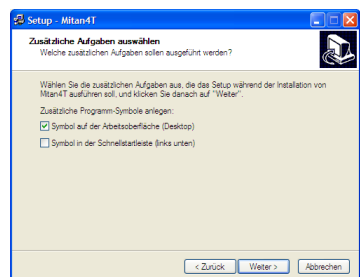 Setup - Mitan4T
Zusätzliche Aufgaben auswählen
Welche zusätzlichen Aufgaben sollen ausgeführt werden?
Wählen Sie die zusätzlichen Aufgaben aus, die das Setup während der Installation von
Mitan4T ausführen soll, und klicken Sie danach auf "Weiter".
Zusätzliche Programm-Symbole anlegen:
Symbol auf der Arbeitsoberfläche (Desktop)
Symbol in der Schnellstartleiste (links unten)
< Zurück Weiter > Abbrechen